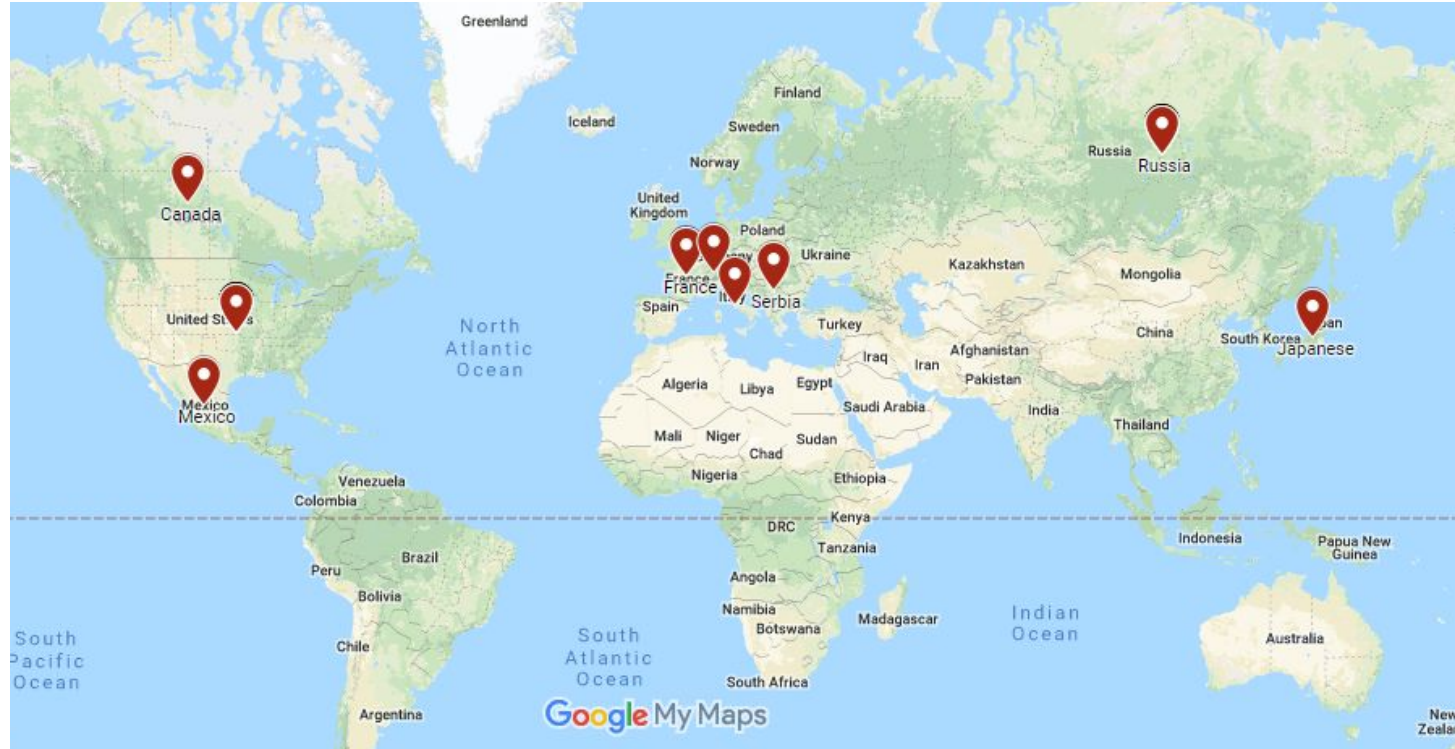 Greenland
Finland
Iceland
Sweden
Russia
Russia
Norway
Canada
United
Kingdom
Poland
Ukraine
France
Serbia
Kazakhstan
Mongolia
Spain
United
North
Atlantic
Ocean
Turkey
China
South Korea
Japanese
Iraq
Iran
Afghanistan
Pakistan
Algeria
Libya
Egypt
Mexico
Mexico
Saudi Arabia
India
Thailand
Mali
Niger
Sudan
Chad
Nigeria
Ethiopia
Venezuela
Colombia
DRC
Kenya
Indonesia
Papua New
Guinea
Brazil
Tanzania
Peru
Angola
Bolivia
Namibia
Botswana
Madagascar
Indian
Ocean
Australia
South
Pacific
Ocean
Chile
South
Atlantic
Ocean
South Africa
Argentina
Google My Maps
New